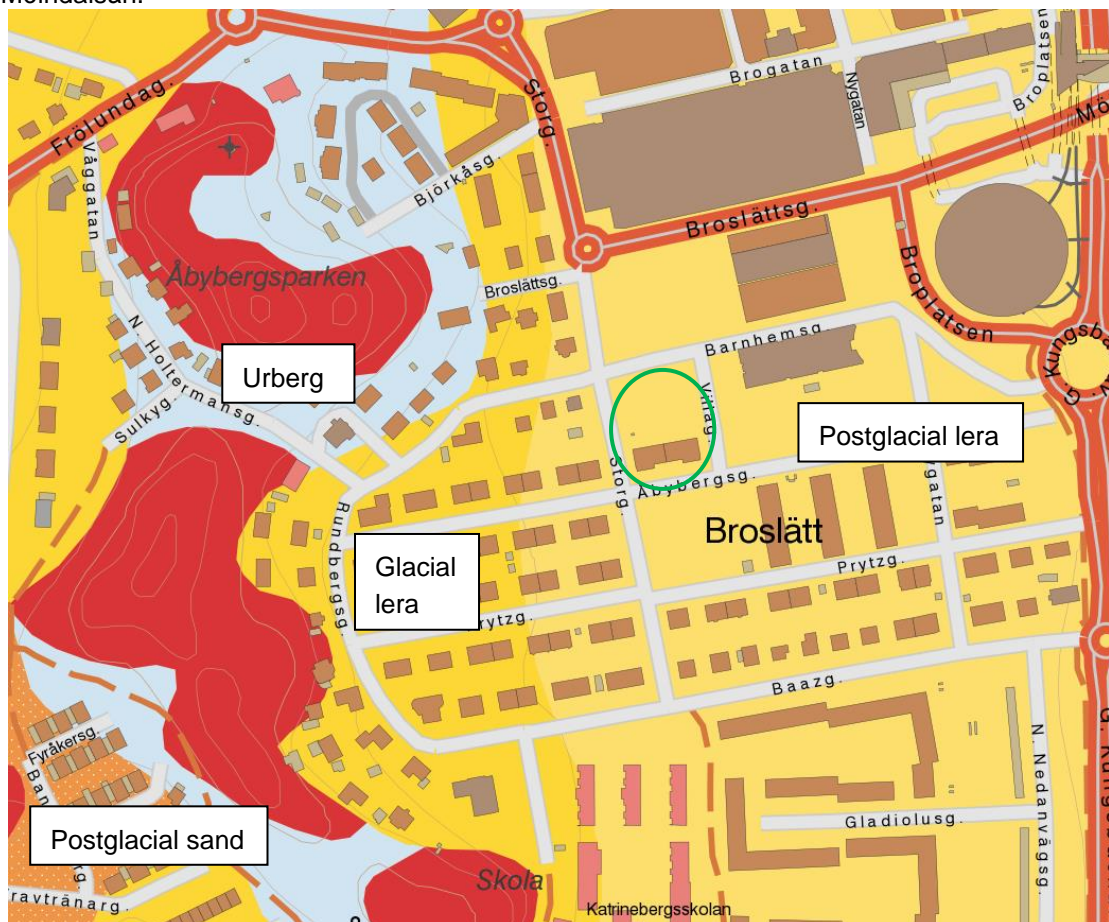 Brogatan
Nygatan
Storg.
Frölundag.
Väggatan
Björkåsg.
Broslättsg.
Broplatsen
Åbybergsparken
Broslättsg.
Barnhemsg.
Villag.
N. Holtermansg.
Sulkyg.
Urberg
Storg.
Åbybergsg.
Postglacial lera
Broslätt
Rundbergsg.
Glacial
lera
Prytzg.
Baazg.
Fyråkersg.
Gladiolusg.
N. Nedanvägsg.
Postglacial sand
Skola
Katrinebergsskolan